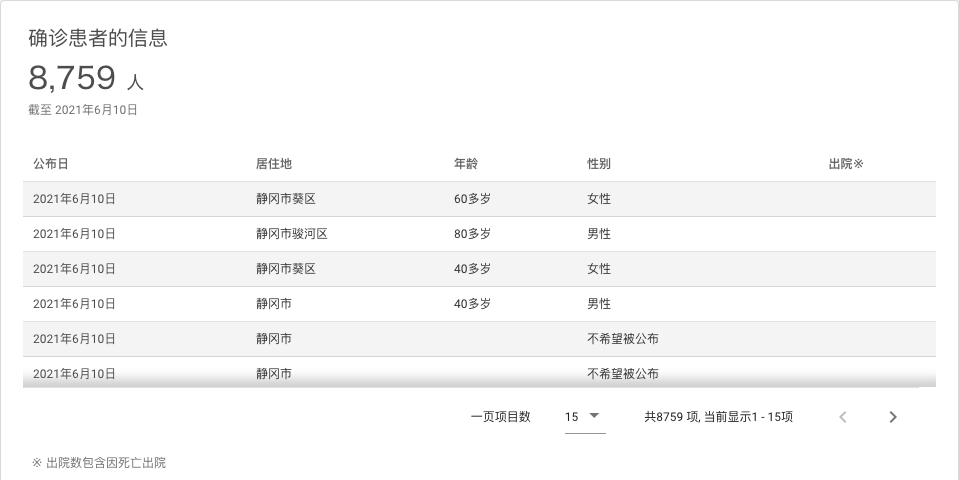 确诊患者的信息
8,759 人
截至 2021年6月10日
公布日 居住地 年龄 性别 出院※
2021年6月10日 静冈市葵区 60多岁 女性
2021年6月10日 静冈市骏河区 80多岁 男性
2021年6月10日 静冈市葵区 40多岁 女性
2021年6月10日 静冈市 40多岁 男性
2021年6月10日 静冈市 不希望被公布
2021年6月10日 静冈市 不希望被公布
一页项目数 15 共8759 项, 当前显示1 - 15项
※ 出院数包含因死亡出院